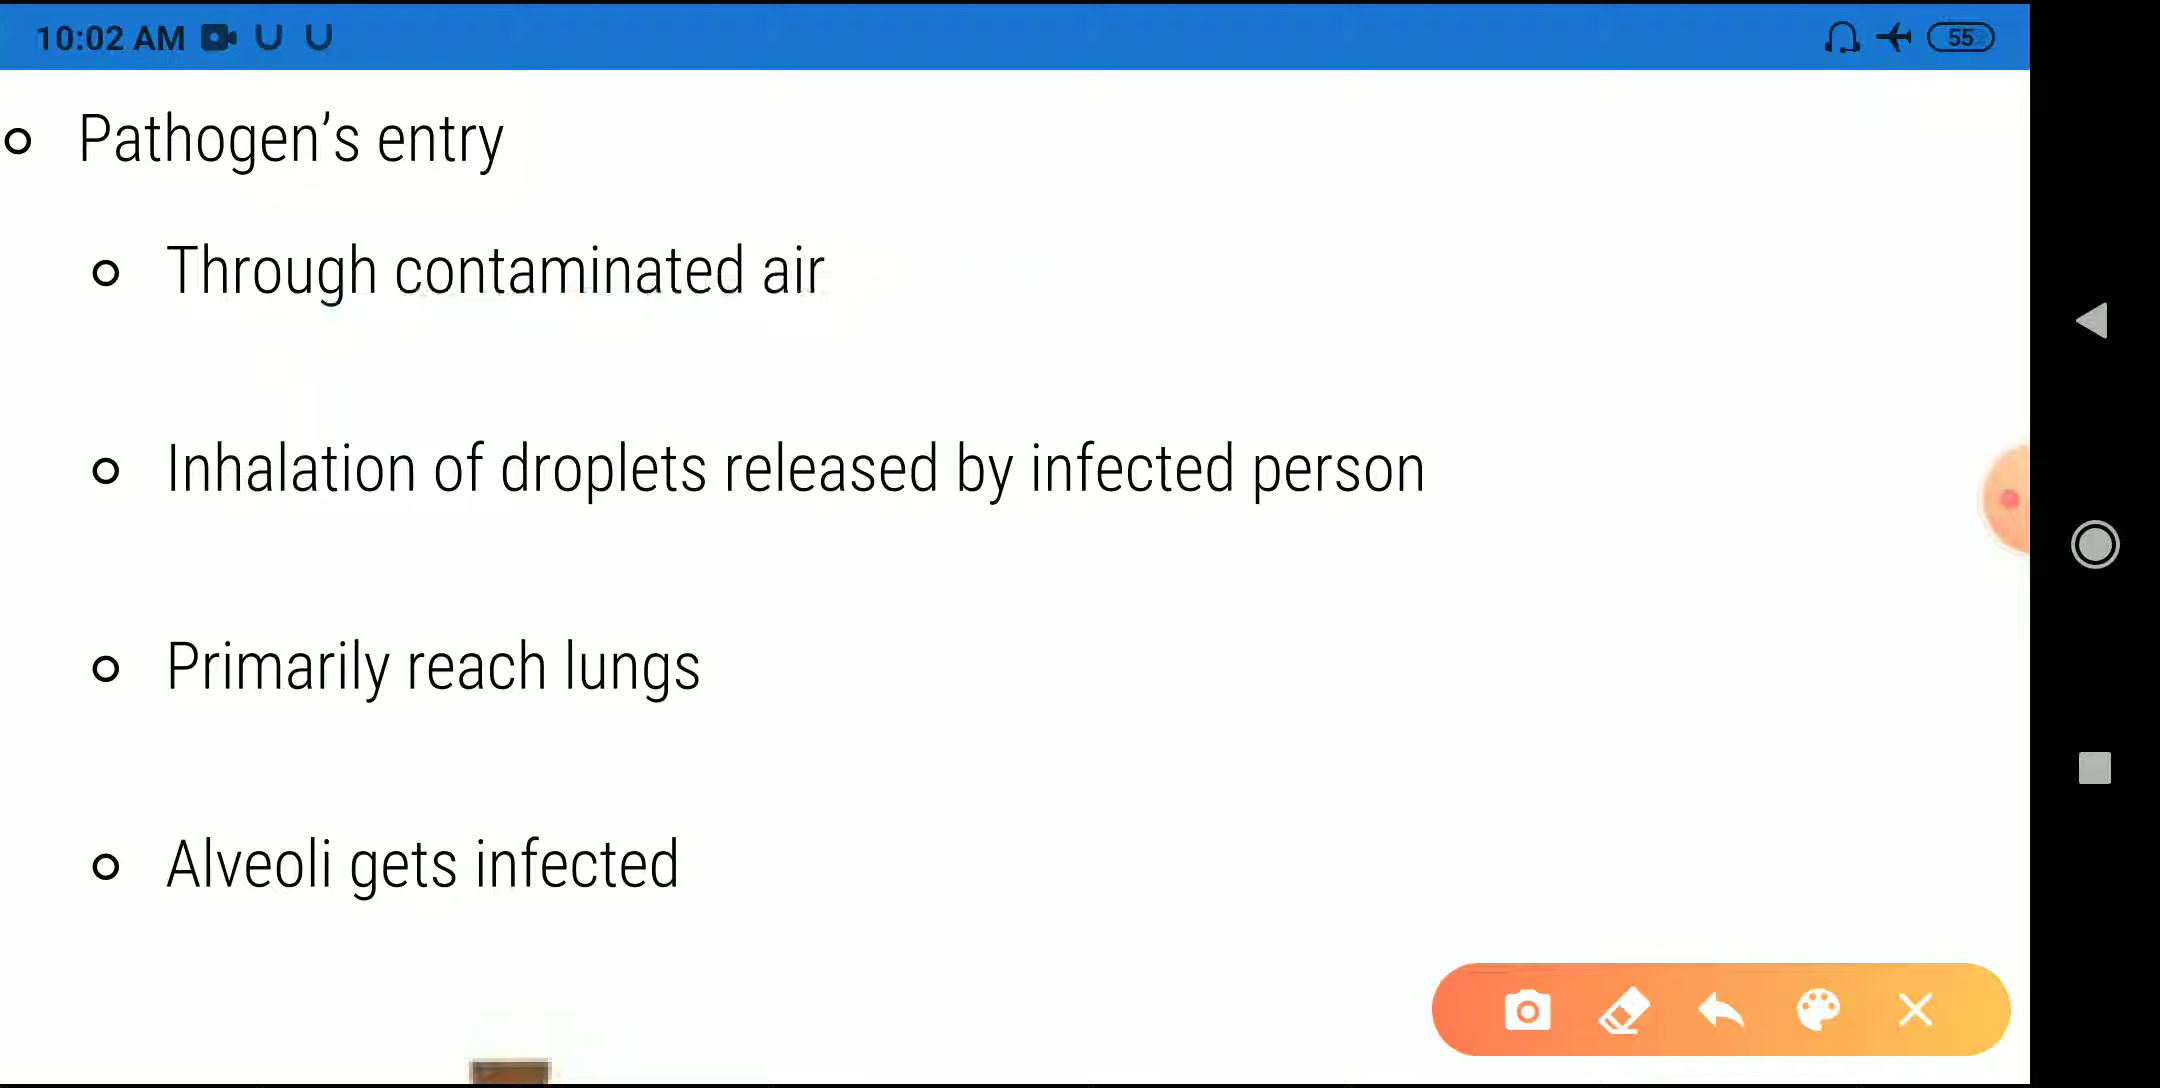 10:02 AM
55
Pathogen’s entry
Through contaminated air
Inhalation of droplets released by infected person
Primarily reach lungs
Alveoli gets infected